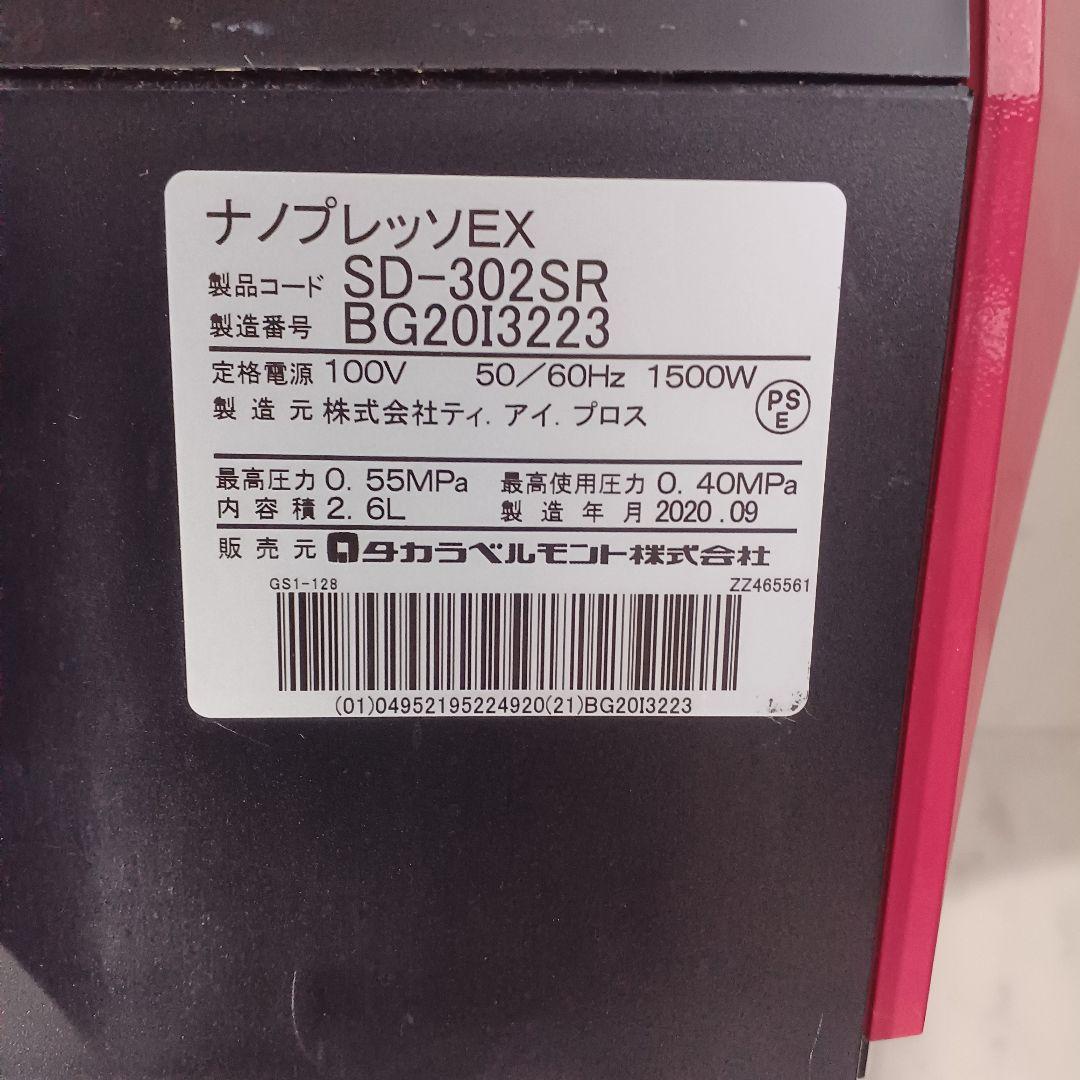 ナノプレッソEX
製品コード SD-302SR
製造番号 BG20I3223
定格電源 100V 50/60Hz 1500W
PS
E
製造元 株式会社ティ.アイ.プロス
最高圧力 0.55MPa 最高使用圧力 0.40MPa
内容積 2.6L 製造年月 2020.09
販売元 タカラベルモント株式会社
GS1-128 ZZ465561
(01)04952195224920(21)BG20I3223